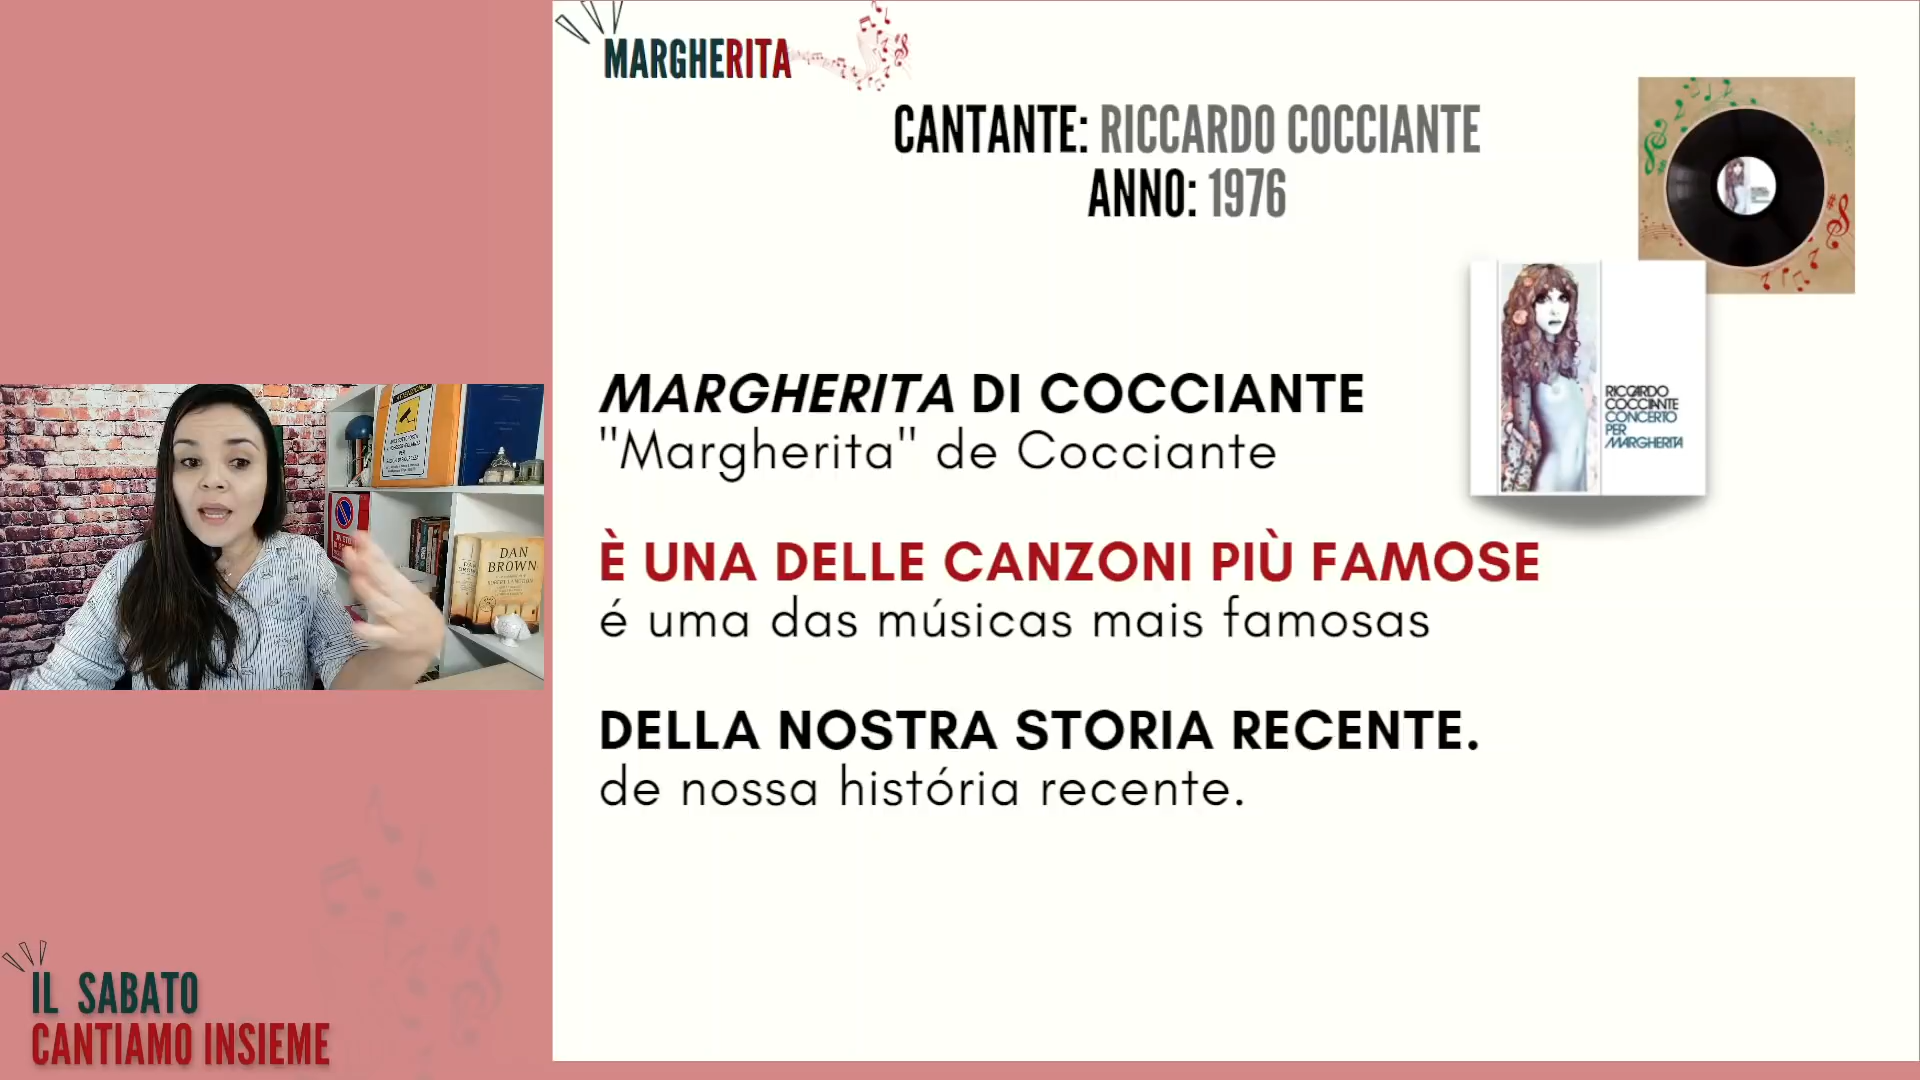 MARGHERITA
CANTANTE: RICCARDO COCCIANTE
ANNO: 1976
RICCARDO
COCCIANTE
CONCERTO
PER
MARGHERITA
MARGHERITA DI COCCIANTE
"Margherita" de Cocciante
È UNA DELLE CANZONI PIÙ FAMOSE
é uma das músicas mais famosas
DELLA NOSTRA STORIA RECENTE.
de nossa história recente.
DAN
BROWN
IL SABATO
CANTIAMO INSIEME